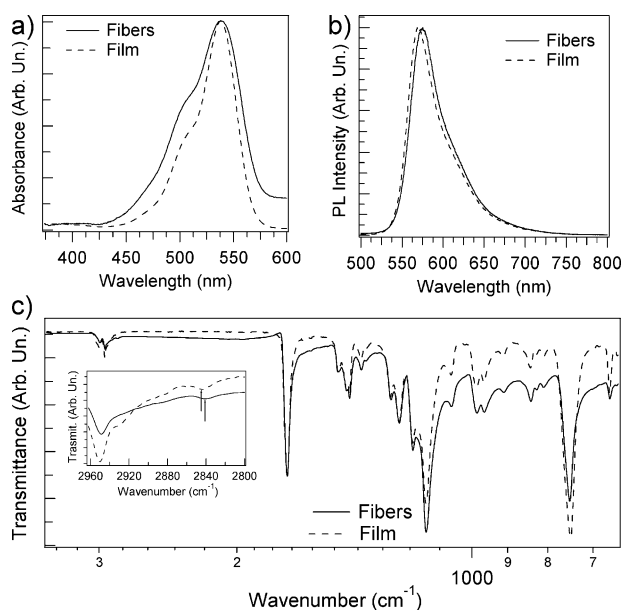 a)
Fibers
Film
Absorbance (Arb. Un.)
400 450 500 550 600
Wavelength (nm)
b)
Fibers
Film
PL Intensity (Arb. Un.)
500 550 600 650 700 750 800
Wavelength (nm)
c)
Transmittance (Arb. Un.)
Trasmit. (Arb. Un.)
2960 2920 2880 2840 2800
Wavenumber (cm-1)
Fibers
Film
3 2 1000 9 8 7
Wavenumber (cm-1)